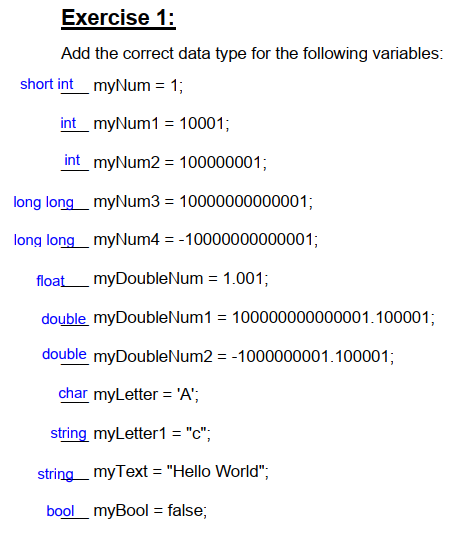 Exercise 1:
Add the correct data type for the following variables:
short int myNum = 1;
int myNum1 = 10001;
int myNum2 = 100000001;
long long myNum3 = 10000000000001;
long long myNum4 = -10000000000001;
float myDoubleNum = 1.001;
double myDoubleNum1 = 100000000000001.100001;
double myDoubleNum2 = -1000000001.100001;
char myLetter = 'A';
string myLetter1 = "c";
string myText = "Hello World";
bool myBool = false;